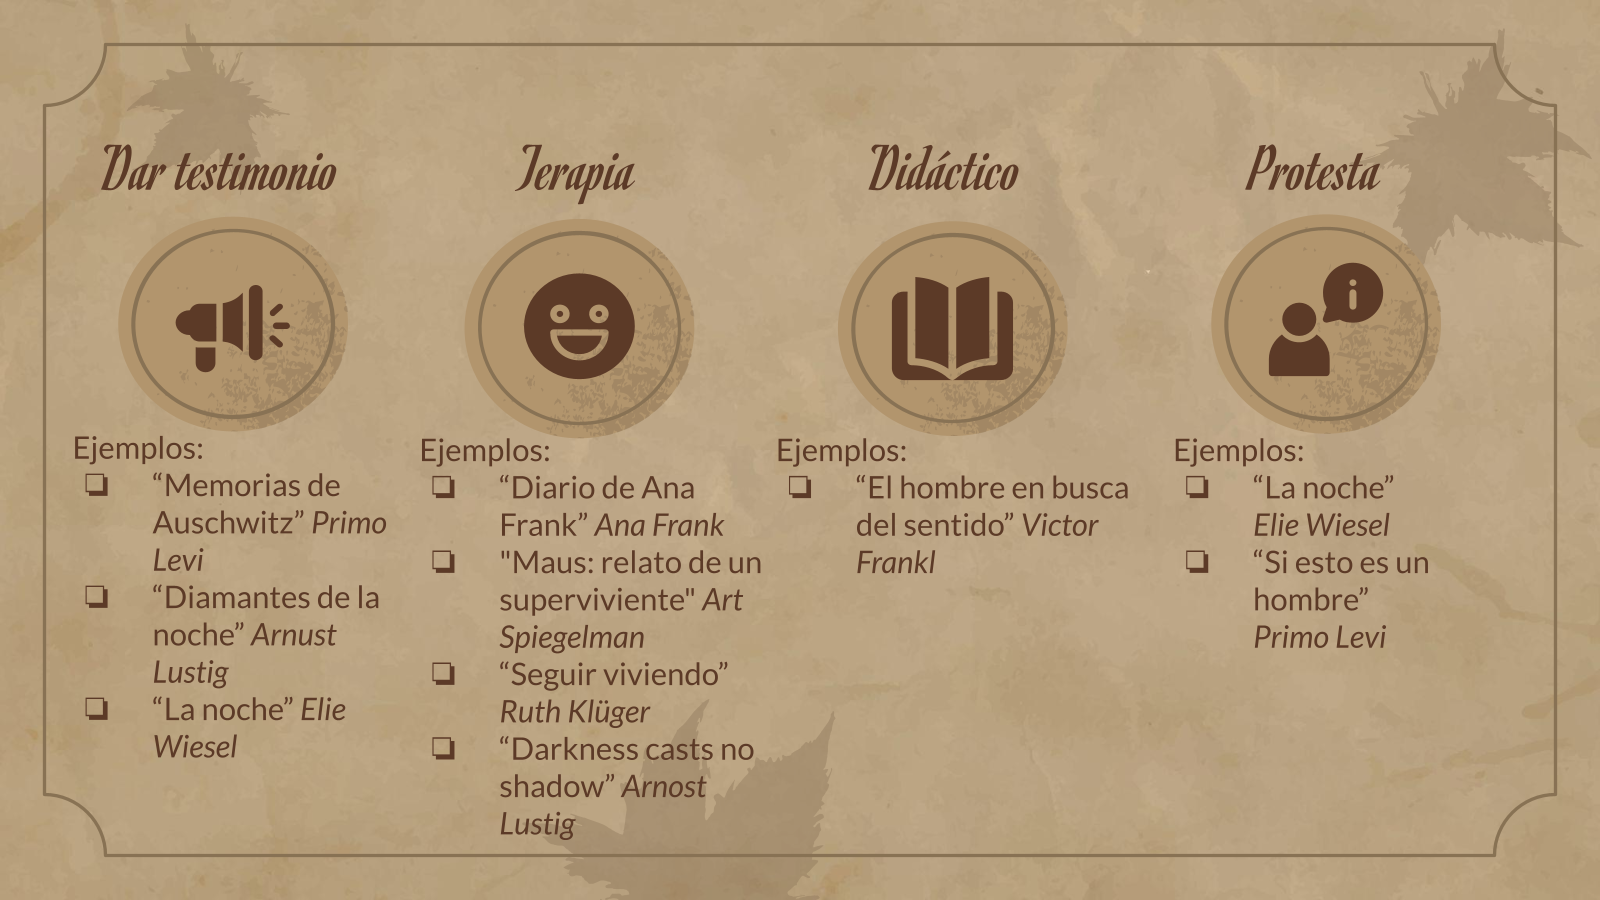 Dar testimonio
Ejemplos:
❏ “Memorias de
Auschwitz” Primo
Levi
❏ “Diamantes de la
noche” Arnust
Lustig
❏ “La noche” Elie
Wiesel
Terapia
Ejemplos:
❏ “Diario de Ana
Frank” Ana Frank
❏ "Maus: relato de un
superviviente" Art
Spiegelman
❏ “Seguir viviendo”
Ruth Klüger
❏ “Darkness casts no
shadow” Arnost
Lustig
Didáctico
Ejemplos:
❏ “El hombre en busca
del sentido” Victor
Frankl
Protesta
i
Ejemplos:
❏ “La noche”
Elie Wiesel
❏ “Si esto es un
hombre”
Primo Levi